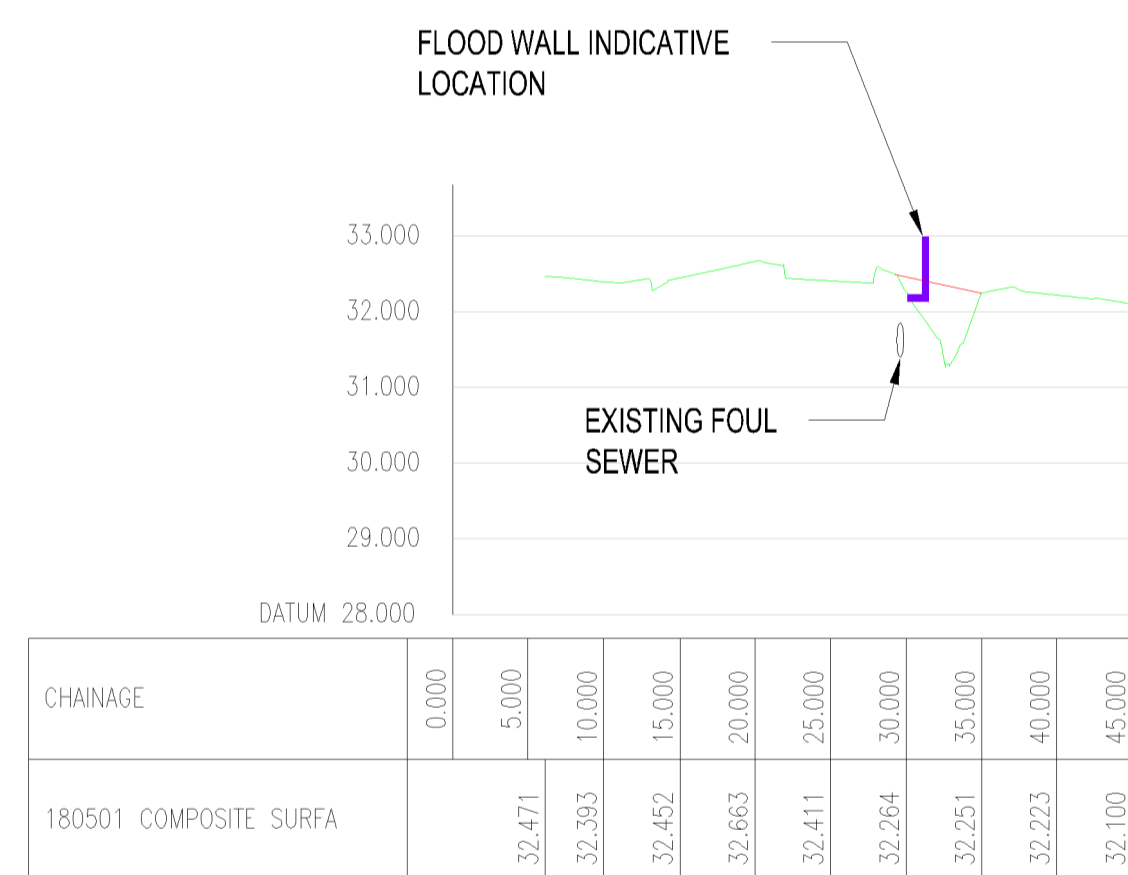 FLOOD WALL INDICATIVE
LOCATION
33.000
32.000
31.000
EXISTING FOUL
SEWER
30.000
29.000
DATUM 28.000
CHAINAGE 0.000 5.000 10.000 15.000 20.000 25.000 30.000 35.000 40.000 45.000
180501 COMPOSITE SURFA 32.471 32.393 32.452 32.663 32.411 32.264 32.251 32.223 32.100